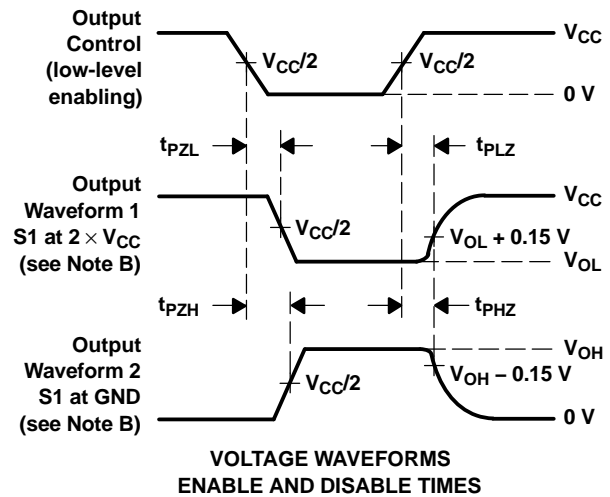 Output
Control
(low-level
enabling)
VCC/2
VCC/2
VCC
0 V
tPZL
tPLZ
Output
Waveform 1
S1 at 2 × VCC
(see Note B)
VCC/2
VCC
VOL + 0.15 V
VOL
tPZH
tPHZ
Output
Waveform 2
S1 at GND
(see Note B)
VCC/2
VOH
VOH – 0.15 V
0 V
VOLTAGE WAVEFORMS
ENABLE AND DISABLE TIMES